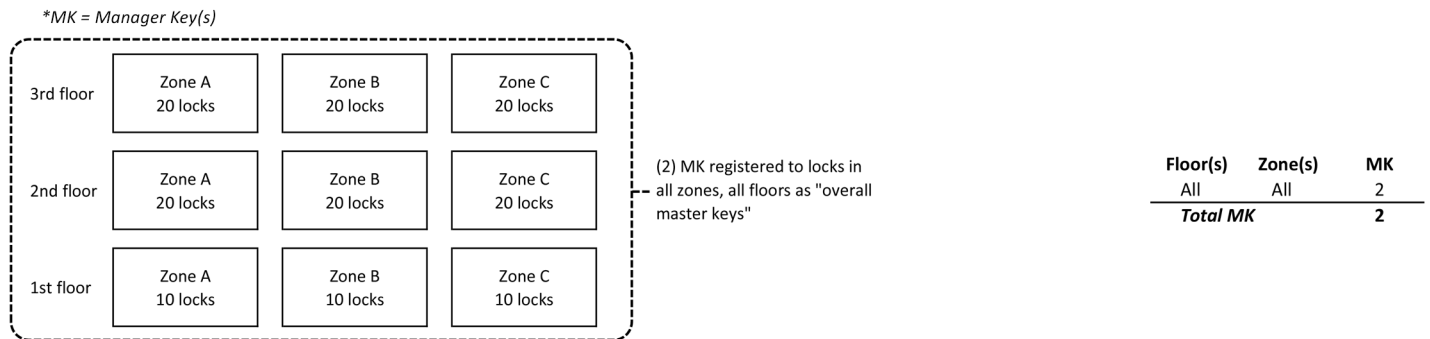 *MK = Manager Key(s)
3rd floor
Zone A
20 locks
Zone B
20 locks
Zone C
20 locks
2nd floor
Zone A
20 locks
Zone B
20 locks
Zone C
20 locks
1st floor
Zone A
10 locks
Zone B
10 locks
Zone C
10 locks
(2) MK registered to locks in
all zones, all floors as "overall
master keys"
Floor(s) Zone(s) MK
All All 2
Total MK 2